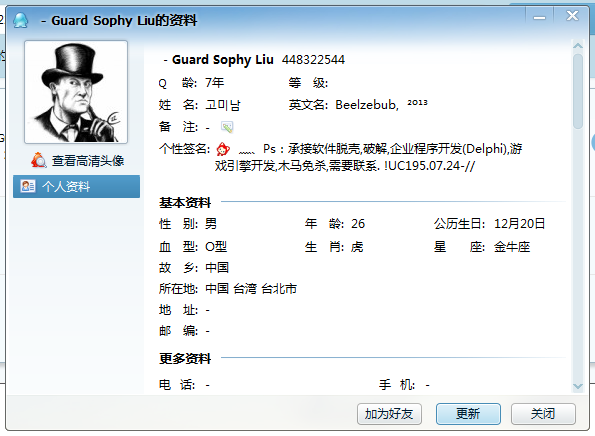 - Guard Sophy Liu的资料
- Guard Sophy Liu 448322544
Q 龄: 7年 等 级:
姓 名: 고미남 英文名: Beelzebub, ²⁰¹³
备 注: -
个性签名: 灬、Ps：承接软件脱壳,破解,企业程序开发(Delphi),游
戏引擎开发,木马免杀,需要联系. !UC195.07.24-//
查看高清头像
个人资料
基本资料
性 别: 男 年 龄: 26 公历生日: 12月20日
血 型: O型 生 肖: 虎 星 座: 金牛座
故 乡: 中国
所在地: 中国 台湾 台北市
地 址: -
邮 编: -
更多资料
电 话: - 手 机: -
加为好友 更新 关闭